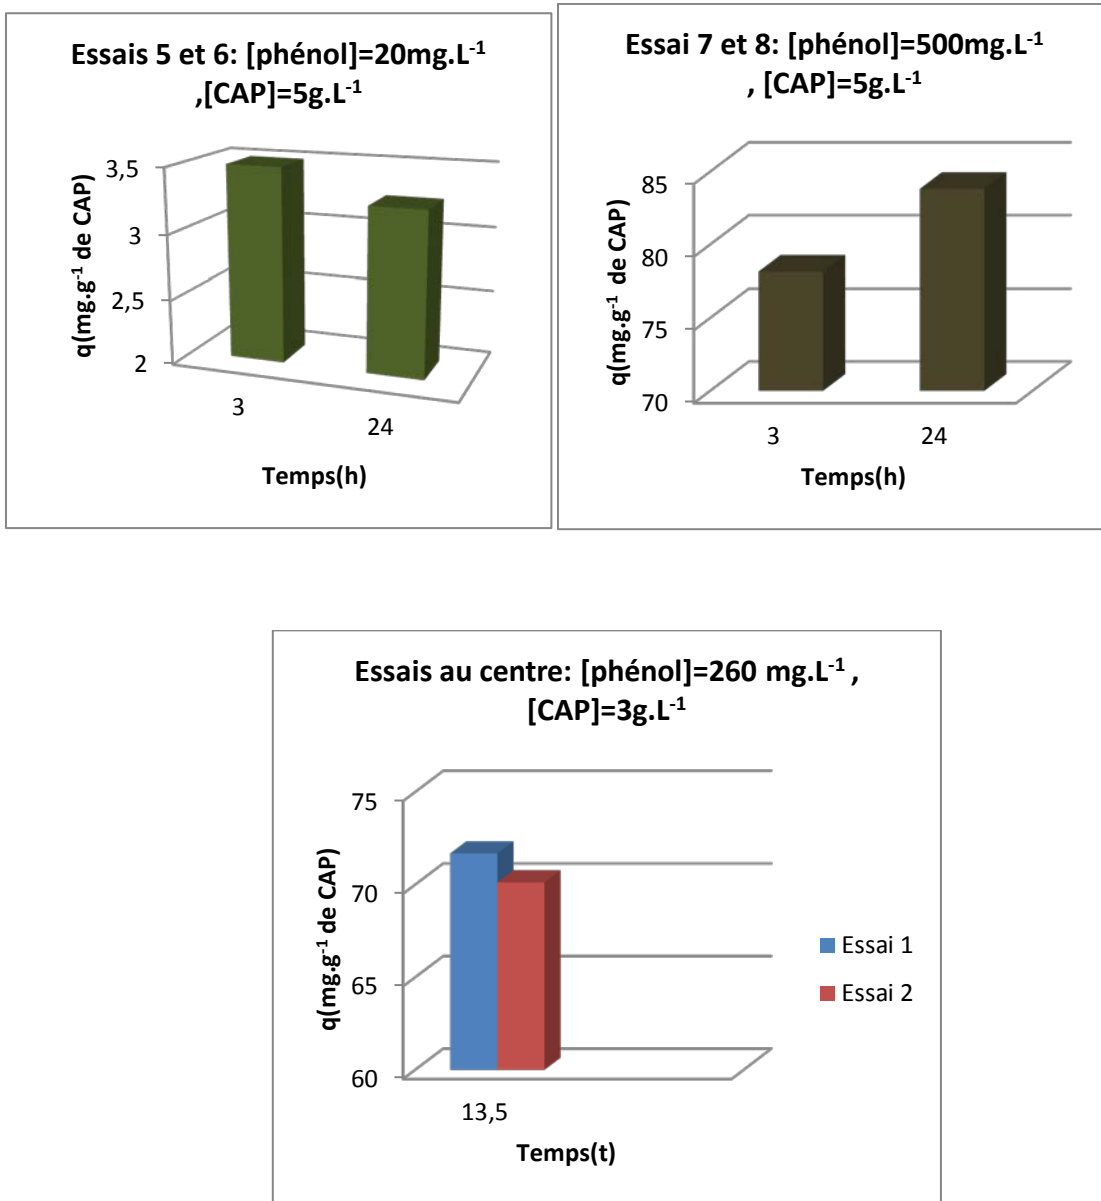 Essais 5 et 6: [phénol]=20mg.L⁻¹
,[CAP]=5g.L⁻¹
3,5
3
2,5
2
q(mg.g⁻¹ de CAP)
3
24
Temps(h)
Essai 7 et 8: [phénol]=500mg.L⁻¹
, [CAP]=5g.L⁻¹
85
80
75
70
q(mg.g⁻¹ de CAP)
3
24
Temps(h)
Essais au centre: [phénol]=260 mg.L⁻¹ ,
[CAP]=3g.L⁻¹
75
70
65
60
q(mg.g⁻¹ de CAP)
13,5
Temps(t)
Essai 1
Essai 2